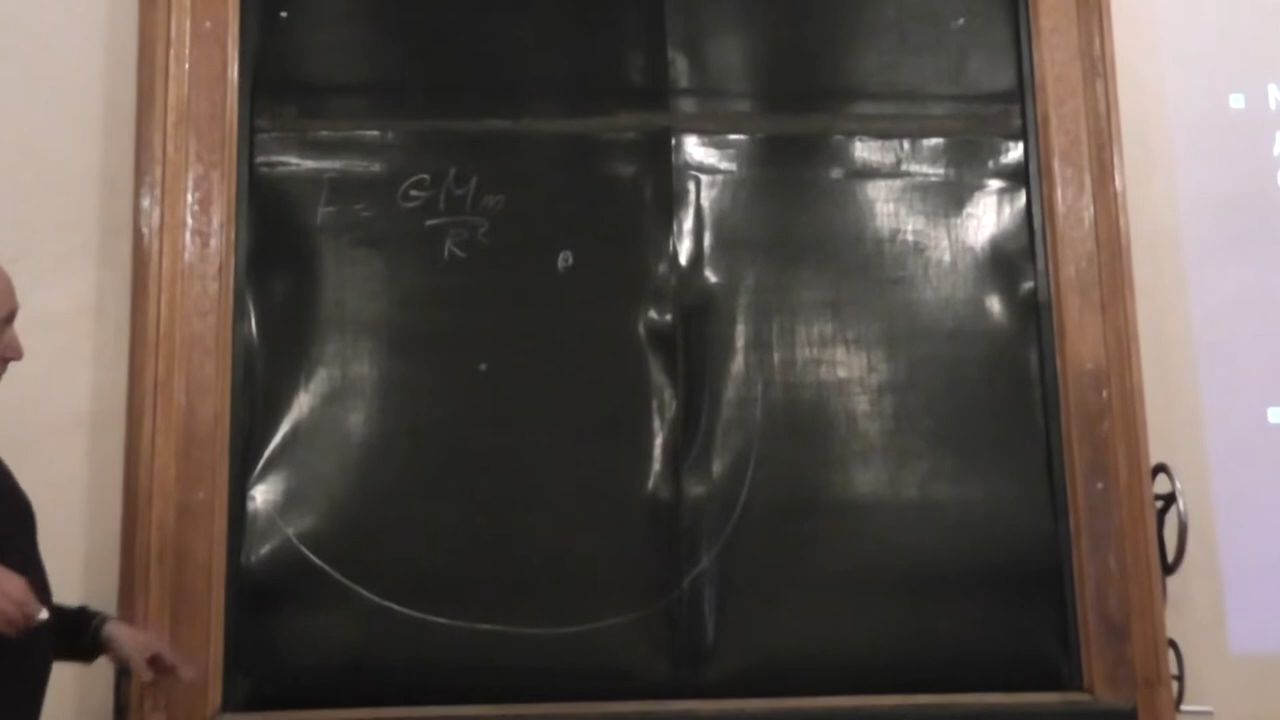 F = GMm / R²